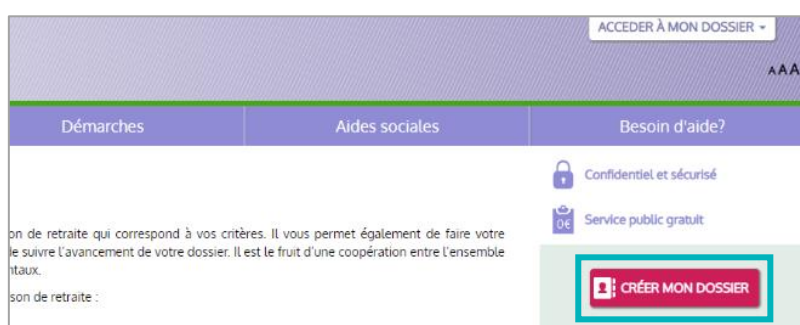 ACCEDER À MON DOSSIER
AAA
Démarches
Aides sociales
Besoin d'aide?
Confidentiel et sécurisé
0€ Service public gratuit
on de retraite qui correspond à vos critères. Il vous permet également de faire votre
le suivre l'avancement de votre dossier. Il est le fruit d'une coopération entre l'ensemble
ntaux.
son de retraite :
CRÉER MON DOSSIER